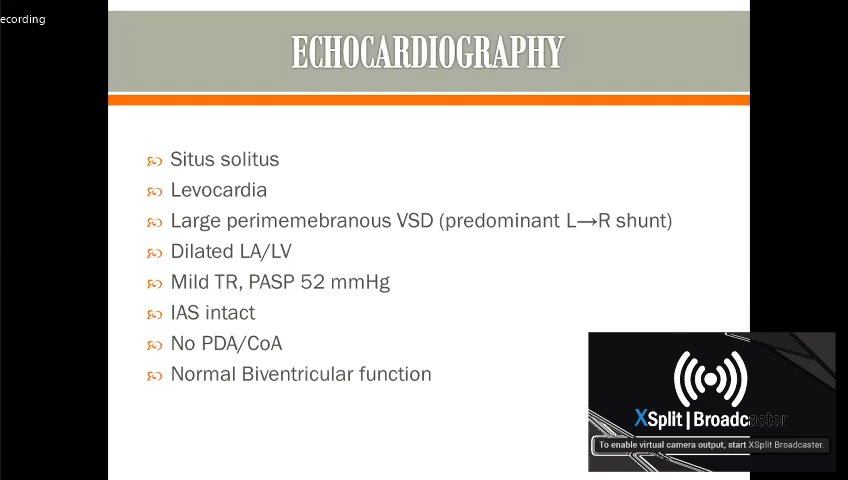 ecording
ECHOCARDIOGRAPHY
Situs solitus
Levocardia
Large perimemebranous VSD (predominant L→R shunt)
Dilated LA/LV
Mild TR, PASP 52 mmHg
IAS intact
No PDA/CoA
Normal Biventricular function
XSplit | Broadcaster
To enable virtual camera output, start XSplit Broadcaster.